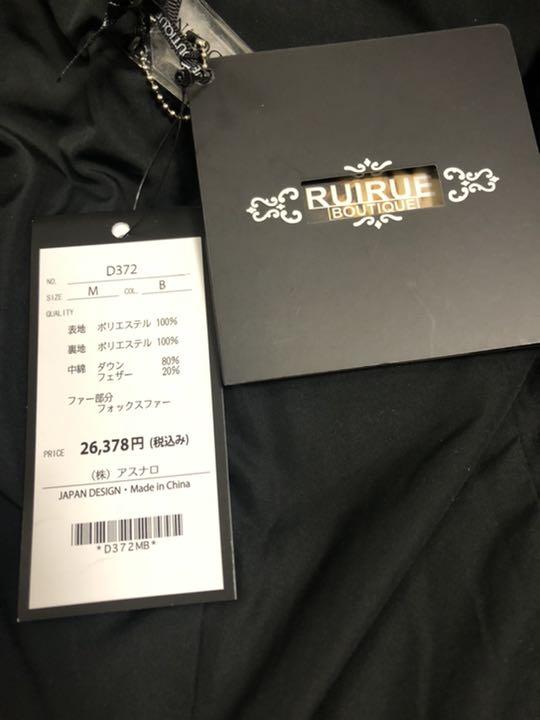 BOUTIQUE
RUIRUE
BOUTIQUE
NO. D372
SIZE M COL. B
QUALITY
表地 ポリエステル 100%
裏地 ポリエステル 100%
中綿 ダウン 80%
フェザー 20%
ファー部分
フォックスファー
PRICE 26,378円 (税込み)
(株) アスナロ
JAPAN DESIGN・Made in China
*D372MB*